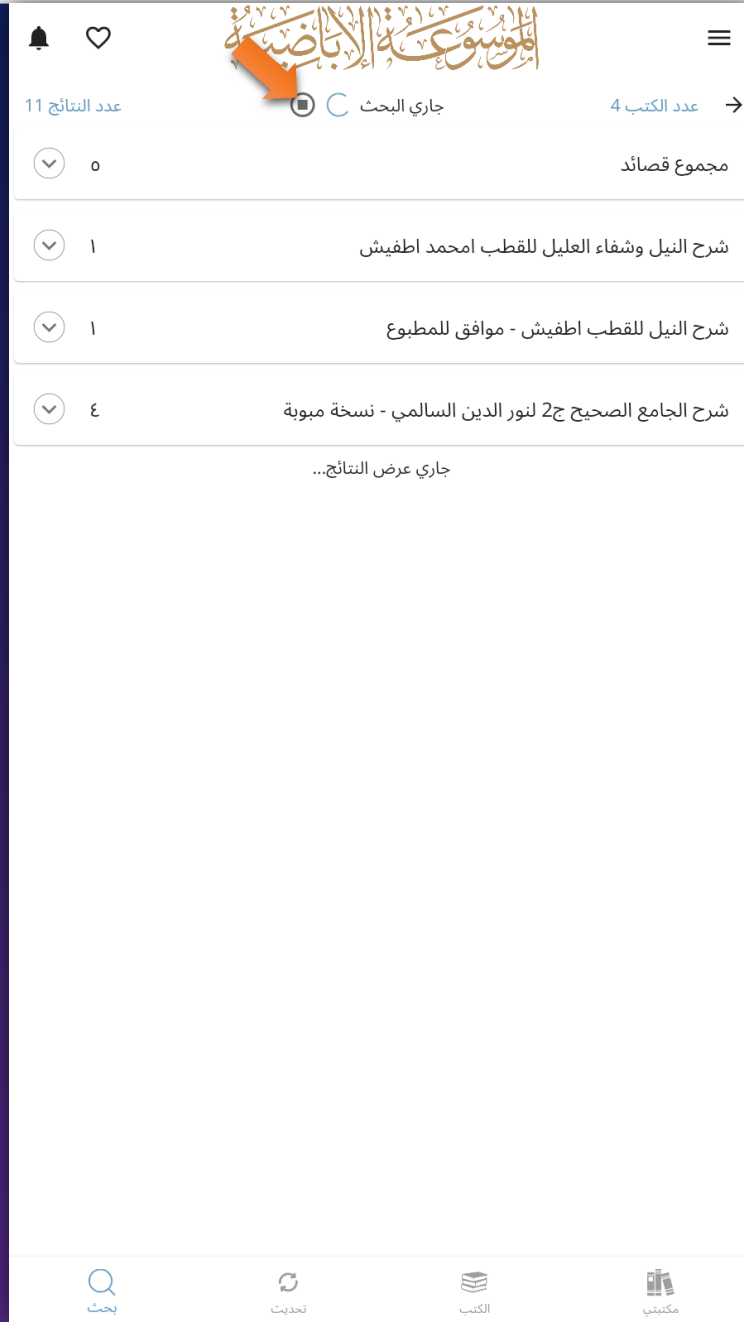 الموسوعة الإباضية
عدد الكتب 4 جاري البحث عدد النتائج 11
مجموع قصائد ٥
شرح النيل وشفاء العليل للقطب امحمد اطفيش ١
شرح النيل للقطب اطفيش - موافق للمطبوع ١
شرح الجامع الصحيح ج2 لنور الدين السالمي - نسخة مبوبة ٤
جاري عرض النتائج...
مكتبتي الكتب تحديث بحث